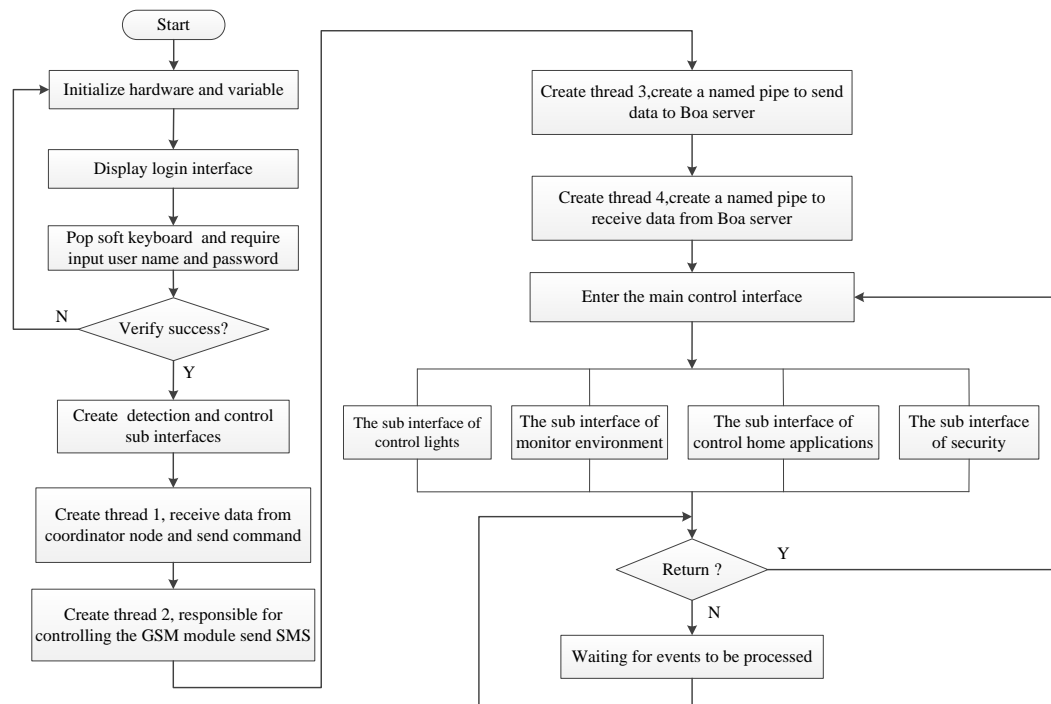 Start
Initialize hardware and variable
Display login interface
Pop soft keyboard and require
input user name and password
Verify success?
N
Y
Create detection and control
sub interfaces
Create thread 1, receive data from
coordinator node and send command
Create thread 2, responsible for
controlling the GSM module send SMS
Create thread 3,create a named pipe to send
data to Boa server
Create thread 4,create a named pipe to
receive data from Boa server
Enter the main control interface
The sub interface of
control lights
The sub interface of
monitor environment
The sub interface of
control home applications
The sub interface
of security
Return ?
Y
N
Waiting for events to be processed